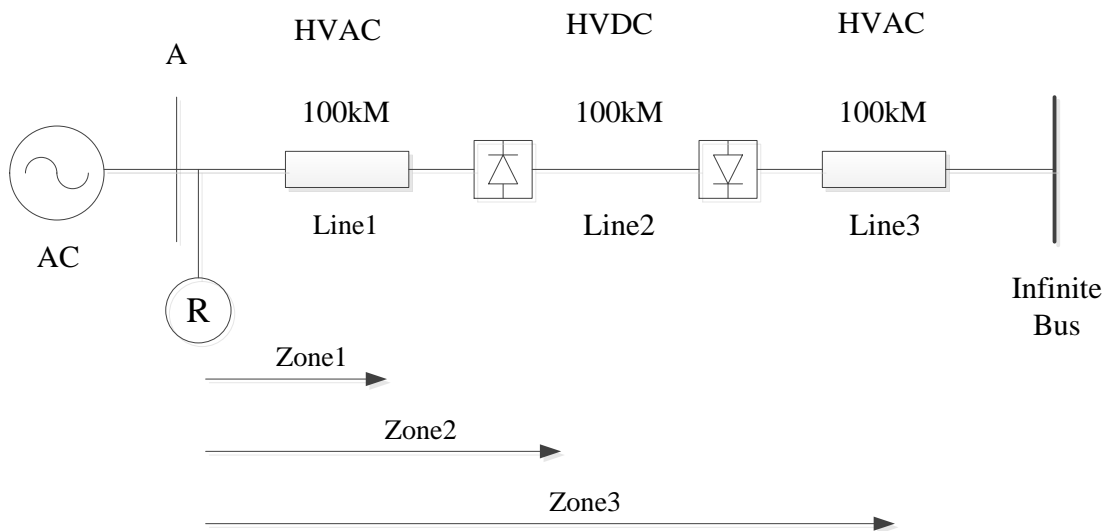 HVAC
HVDC
HVAC
A
100kM
100kM
100kM
Line1
Line2
Line3
AC
R
Infinite
Bus
Zone1
Zone2
Zone3